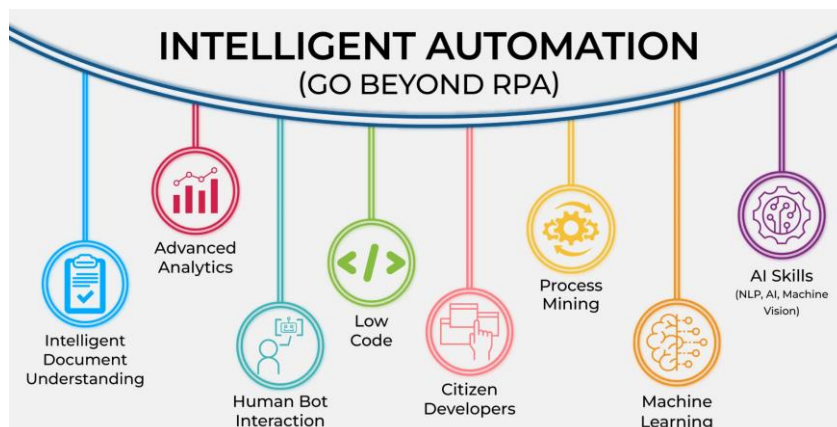 INTELLIGENT AUTOMATION
(GO BEYOND RPA)
Intelligent
Document
Understanding
Advanced
Analytics
Human Bot
Interaction
</>
Low
Code
Citizen
Developers
Process
Mining
Machine
Learning
AI Skills
(NLP, AI, Machine
Vision)